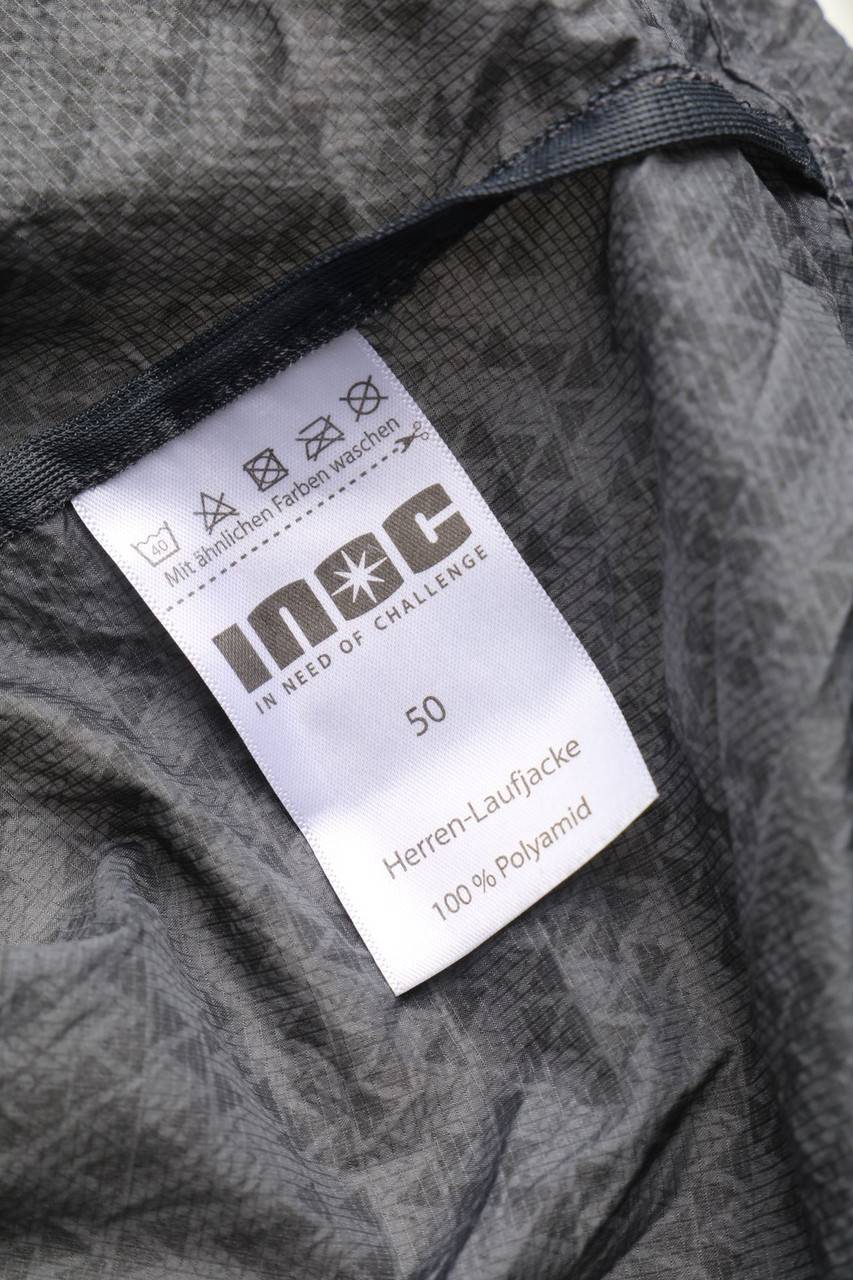 40
Mit ähnlichen Farben waschen
INOC
IN NEED OF CHALLENGE
50
Herren-Laufjacke
100 % Polyamid